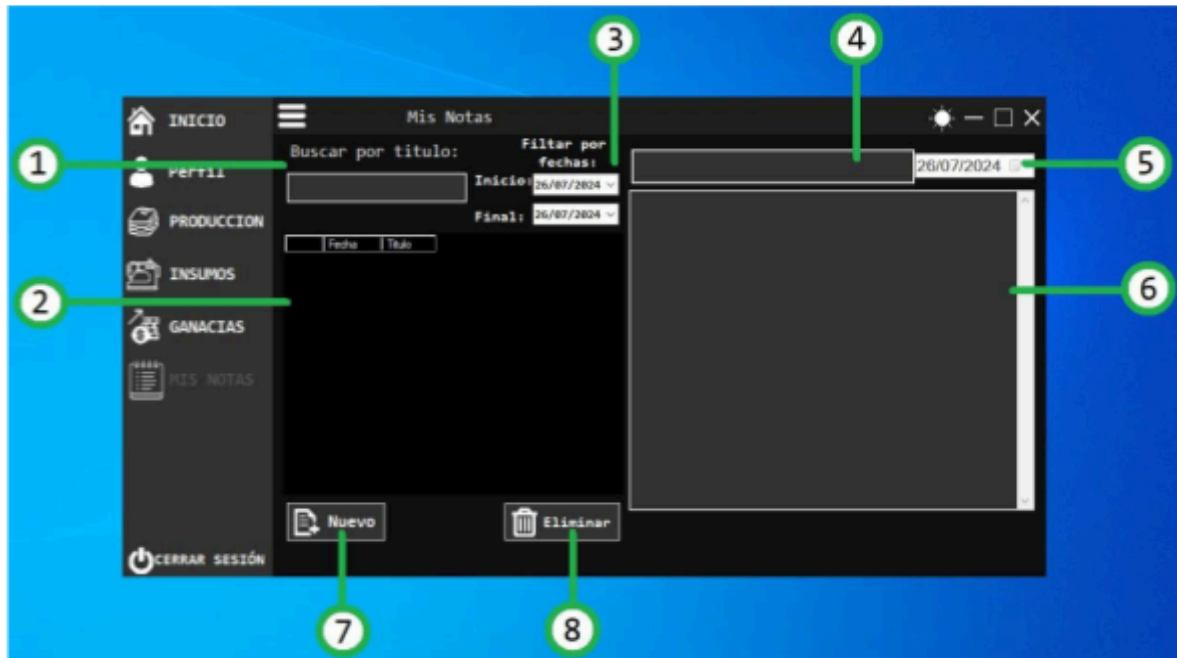 3
4
INICIO
Mis Notas
1
Buscar por titulo:
Filtar por
fechas:
26/07/2024
5
Perfil
Inicio:
26/07/2024
PRODUCCION
Final:
26/07/2024
Fecha
Titulo
INSUMOS
2
6
GANACIAS
MIS NOTAS
Nuevo
Eliminar
CERRAR SESIÓN
7
8